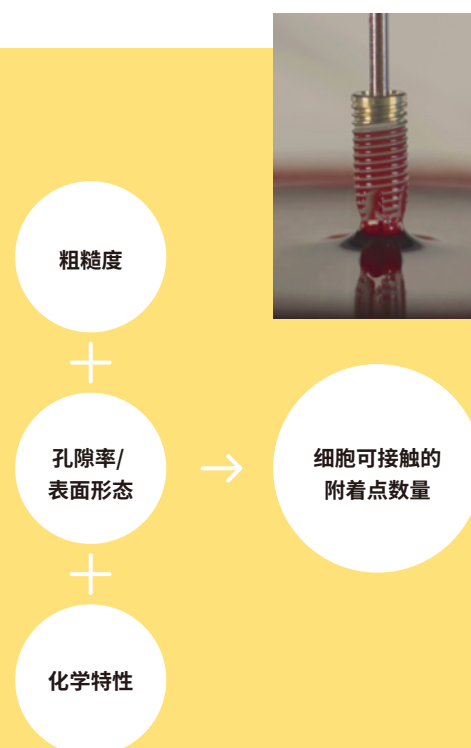 粗糙度
孔隙率/
表面形态
细胞可接触的
附着点数量
化学特性